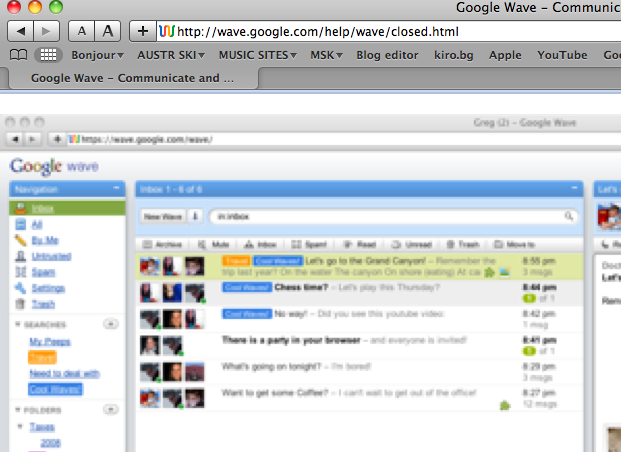 Google Wave – Communic
A A + http://wave.google.com/help/wave/closed.html
Bonjour▾ AUSTR SKI▾ MUSIC SITES▾ MSK▾ Blog editor kiro.bg Apple YouTube Goo
Google Wave – Communicate and ...
Greg (2) – Google Wave
+ https://wave.google.com/wave/
Google wave
Navigation
Inbox
All
By Me
Untrusted
Spam
Settings
Trash
SEARCHES
My Peeps
Travel
Need to deal with
Cool Waves!
FOLDERS
Taxes
2008
Inbox 1 - 6 of 6
New Wave
in:inbox
Archive Mute Inbox Spam! Read Unread Trash Move to
Travel Cool Waves! Let's go to the Grand Canyon! – Remember the 8:55 pm
trip last year? On the water The canyon On shore (eating) At ca 3 msgs
Cool Waves! Chess time? – Let's play this Thursday? 8:44 pm
1 of 1
Cool Waves! No way! – Did you see this youtube video: 8:42 pm
1 msg
There is a party in your browser – and everyone is invited! 8:41 pm
of 1
What's going on tonight? – I'm bored! 8:29 pm
3 msgs
Want to get some Coffee? – I can't wait to get out of the office! 8:27 pm
12 msgs
Let's
Re
Doct
Let's
Rem